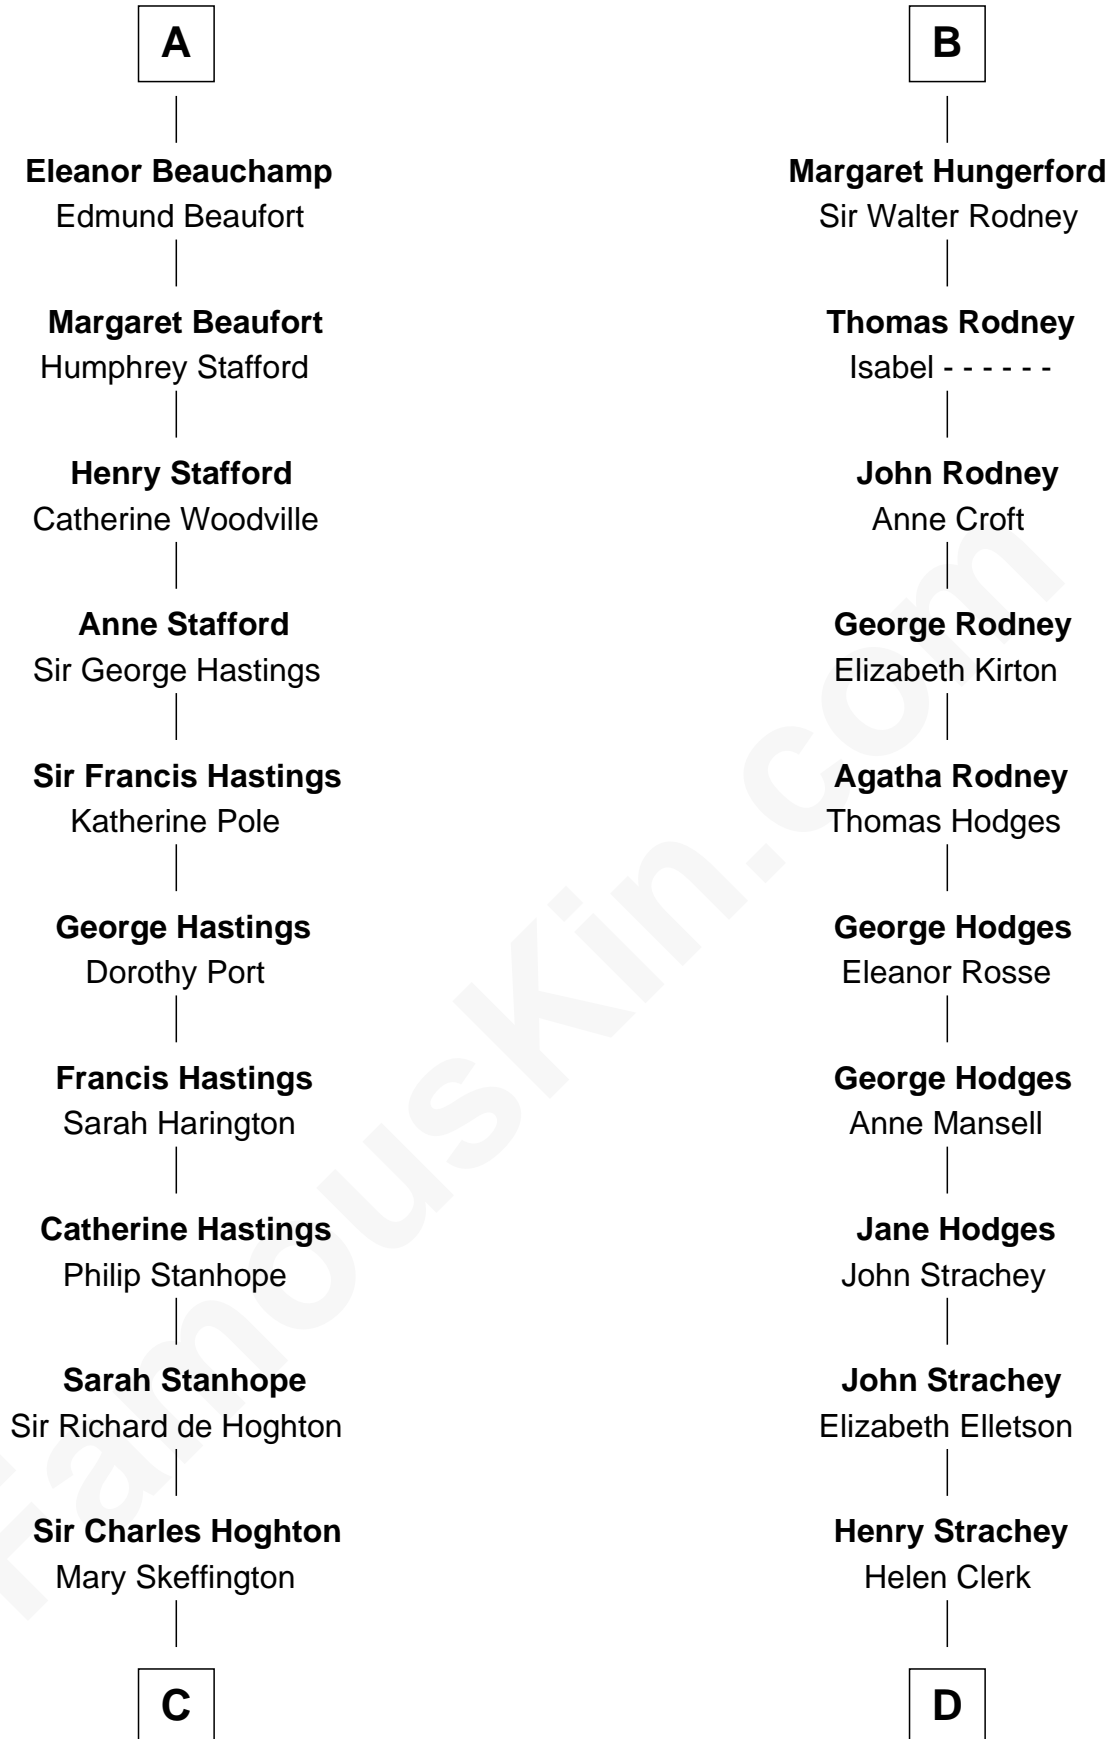 A
Eleanor Beauchamp
Edmund Beaufort
Margaret Beaufort
Humphrey Stafford
Henry Stafford
Catherine Woodville
Anne Stafford
Sir George Hastings
Sir Francis Hastings
Katherine Pole
George Hastings
Dorothy Port
Francis Hastings
Sarah Harington
Catherine Hastings
Philip Stanhope
Sarah Stanhope
Sir Richard de Hoghton
Sir Charles Hoghton
Mary Skeffington
C
B
Margaret Hungerford
Sir Walter Rodney
Thomas Rodney
Isabel - - - - - -
John Rodney
Anne Croft
George Rodney
Elizabeth Kirton
Agatha Rodney
Thomas Hodges
George Hodges
Eleanor Rosse
George Hodges
Anne Mansell
Jane Hodges
John Strachey
John Strachey
Elizabeth Elletson
Henry Strachey
Helen Clerk
D
FamousKin.com